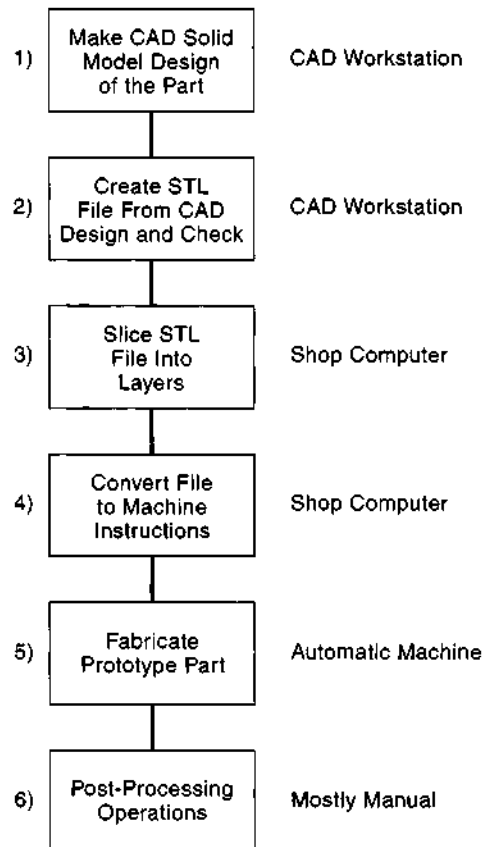 1)
Make CAD Solid
Model Design
of the Part
CAD Workstation
2)
Create STL
File From CAD
Design and Check
CAD Workstation
3)
Slice STL
File Into
Layers
Shop Computer
4)
Convert File
to Machine
Instructions
Shop Computer
5)
Fabricate
Prototype Part
Automatic Machine
6)
Post-Processing
Operations
Mostly Manual